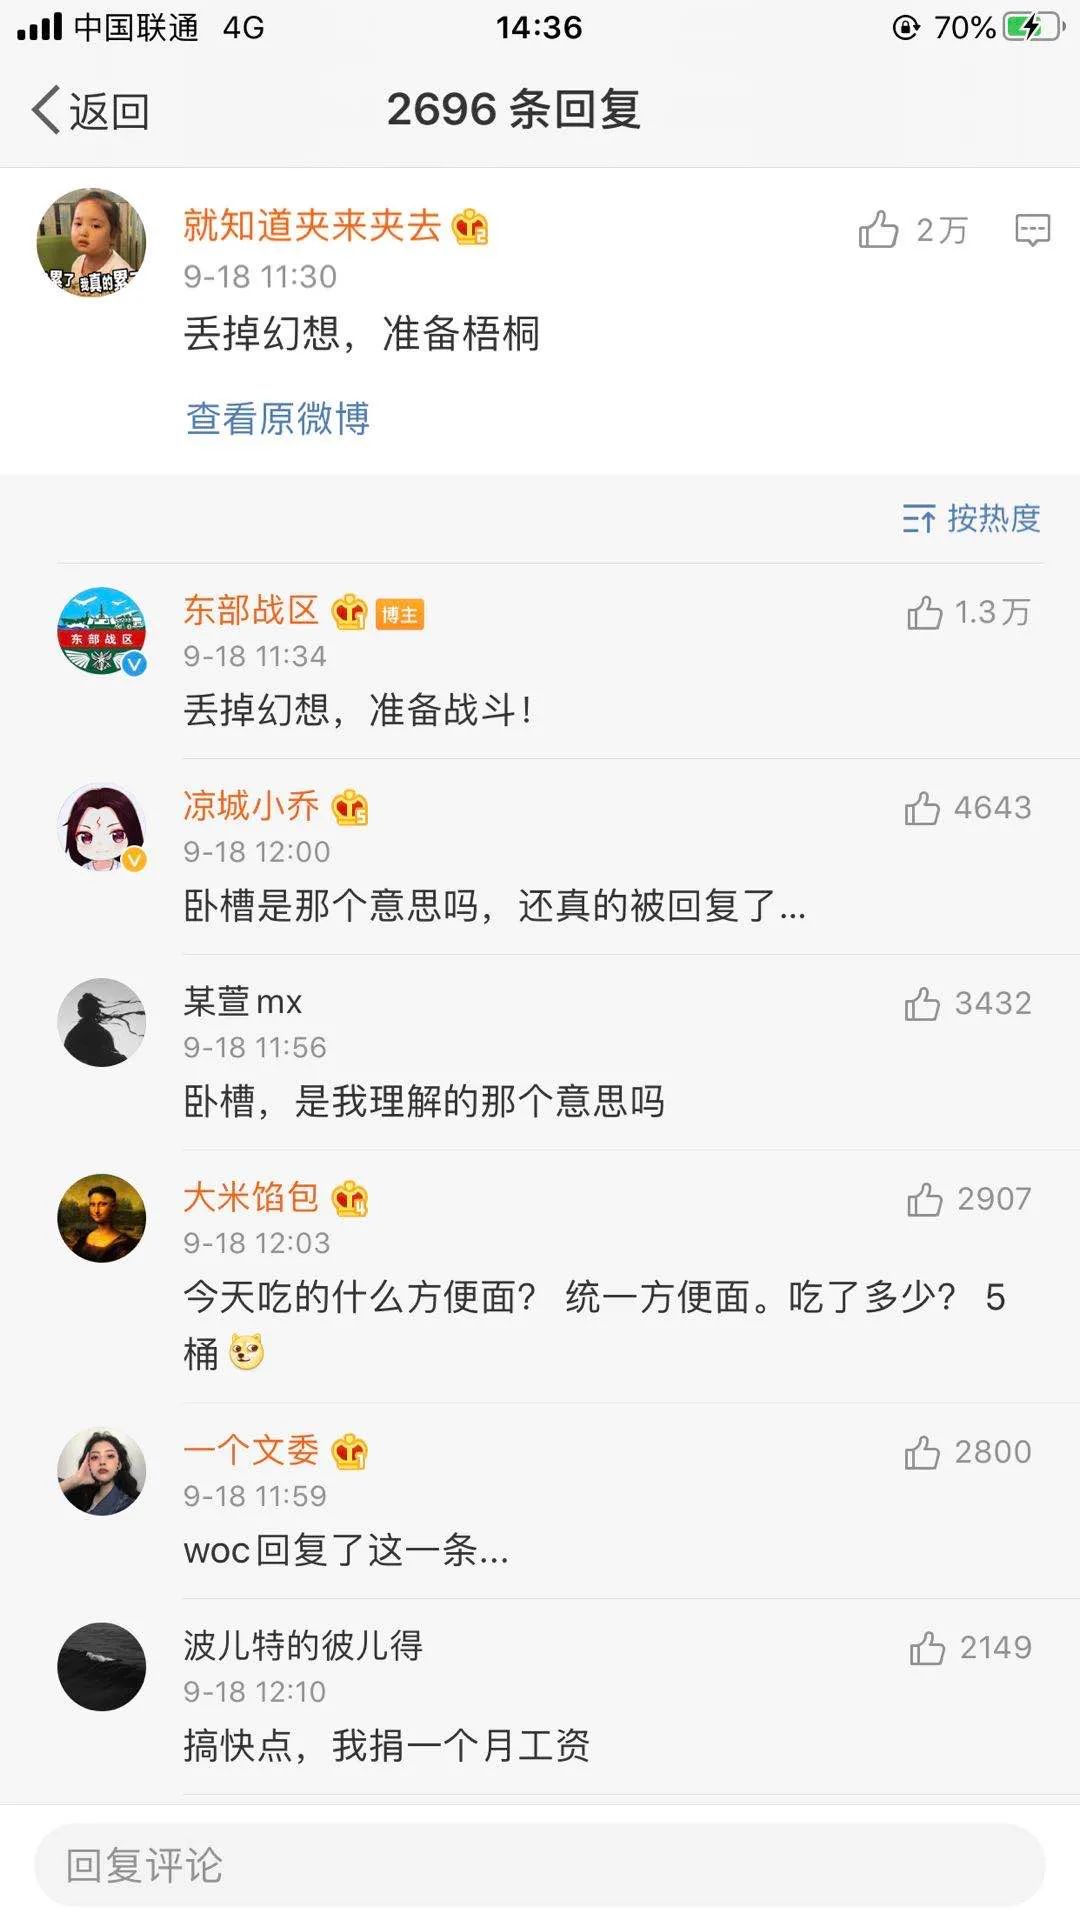 中国联通 4G 14:36 70%
返回 2696 条回复
就知道夹来夹去 2 2万
9-18 11:30
累了 我真的累了
丢掉幻想，准备梧桐
查看原微博
按热度
东部战区 1 博主 1.3万
东部战区
9-18 11:34
丢掉幻想，准备战斗！
凉城小乔 5 4643
9-18 12:00
卧槽是那个意思吗，还真的被回复了...
某萱mx 3432
9-18 11:56
卧槽，是我理解的那个意思吗
大米馅包 4 2907
9-18 12:03
今天吃的什么方便面？ 统一方便面。吃了多少？ 5
桶
一个文委 1 2800
9-18 11:59
woc回复了这一条...
波儿特的彼儿得 2149
9-18 12:10
搞快点，我捐一个月工资
回复评论